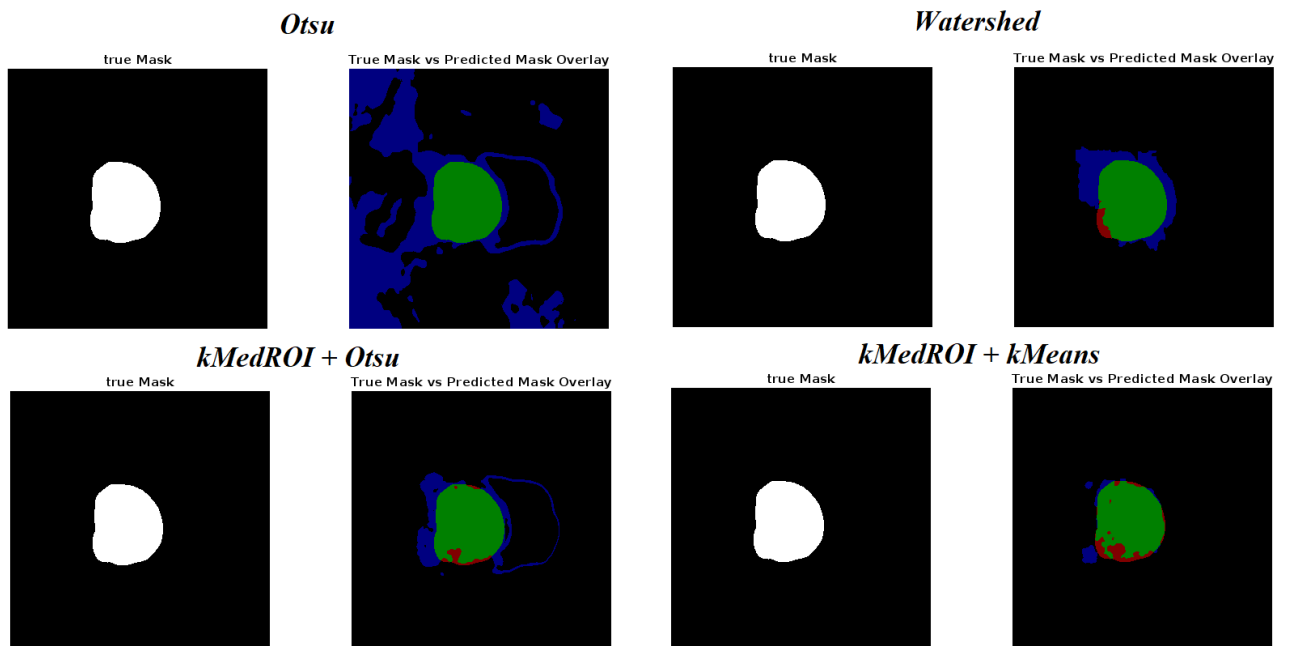 Otsu
Watershed
true Mask
True Mask vs Predicted Mask Overlay
true Mask
True Mask vs Predicted Mask Overlay
kMedROI + Otsu
kMedROI + kMeans
true Mask
True Mask vs Predicted Mask Overlay
true Mask
True Mask vs Predicted Mask Overlay